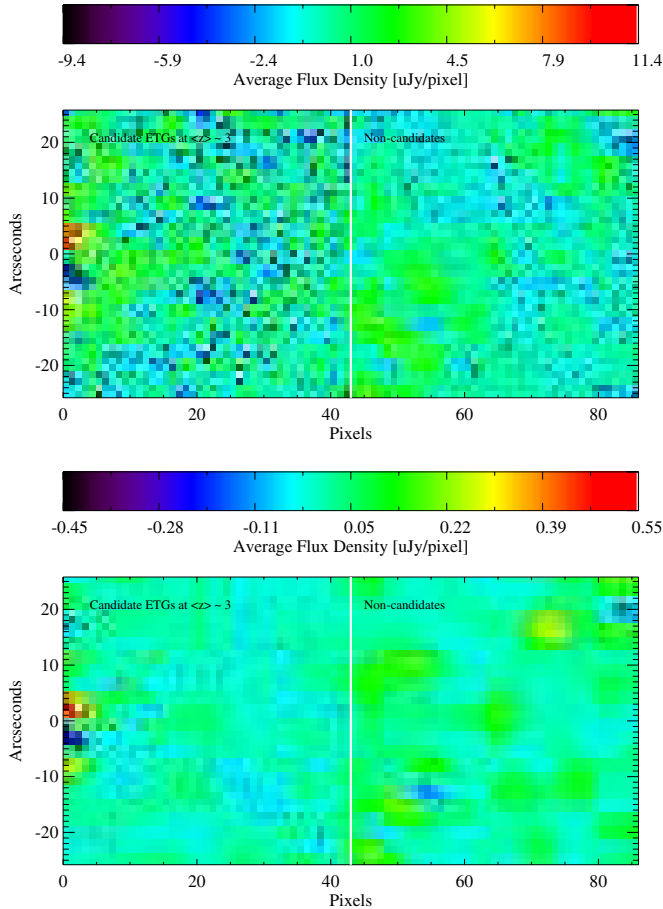 -9.4 -5.9 -2.4 1.0 4.5 7.9 11.4
Average Flux Density [uJy/pixel]
Candidate ETGs at <z> ~ 3 Non-candidates
20
10
0
-10
-20
Arcseconds
0 20 40 60 80
Pixels
-0.45 -0.28 -0.11 0.05 0.22 0.39 0.55
Average Flux Density [uJy/pixel]
Candidate ETGs at <z> ~ 3 Non-candidates
20
10
0
-10
-20
Arcseconds
0 20 40 60 80
Pixels